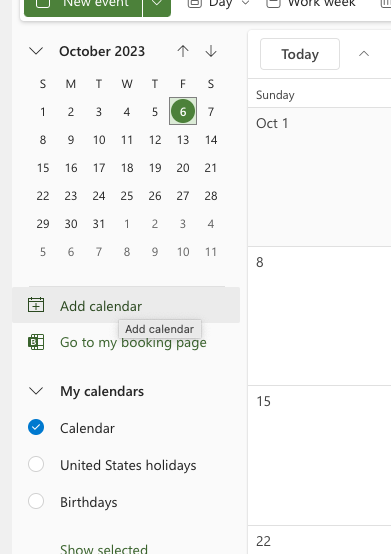 New event
Day
Work week
October 2023
Today
S M T W T F S
Sunday
1 2 3 4 5 6 7
Oct 1
8 9 10 11 12 13 14
15 16 17 18 19 20 21
22 23 24 25 26 27 28
29 30 31 1 2 3 4
5 6 7 8 9 10 11
8
Add calendar
Add calendar
Go to my booking page
My calendars
15
Calendar
United States holidays
Birthdays
22
Show selected